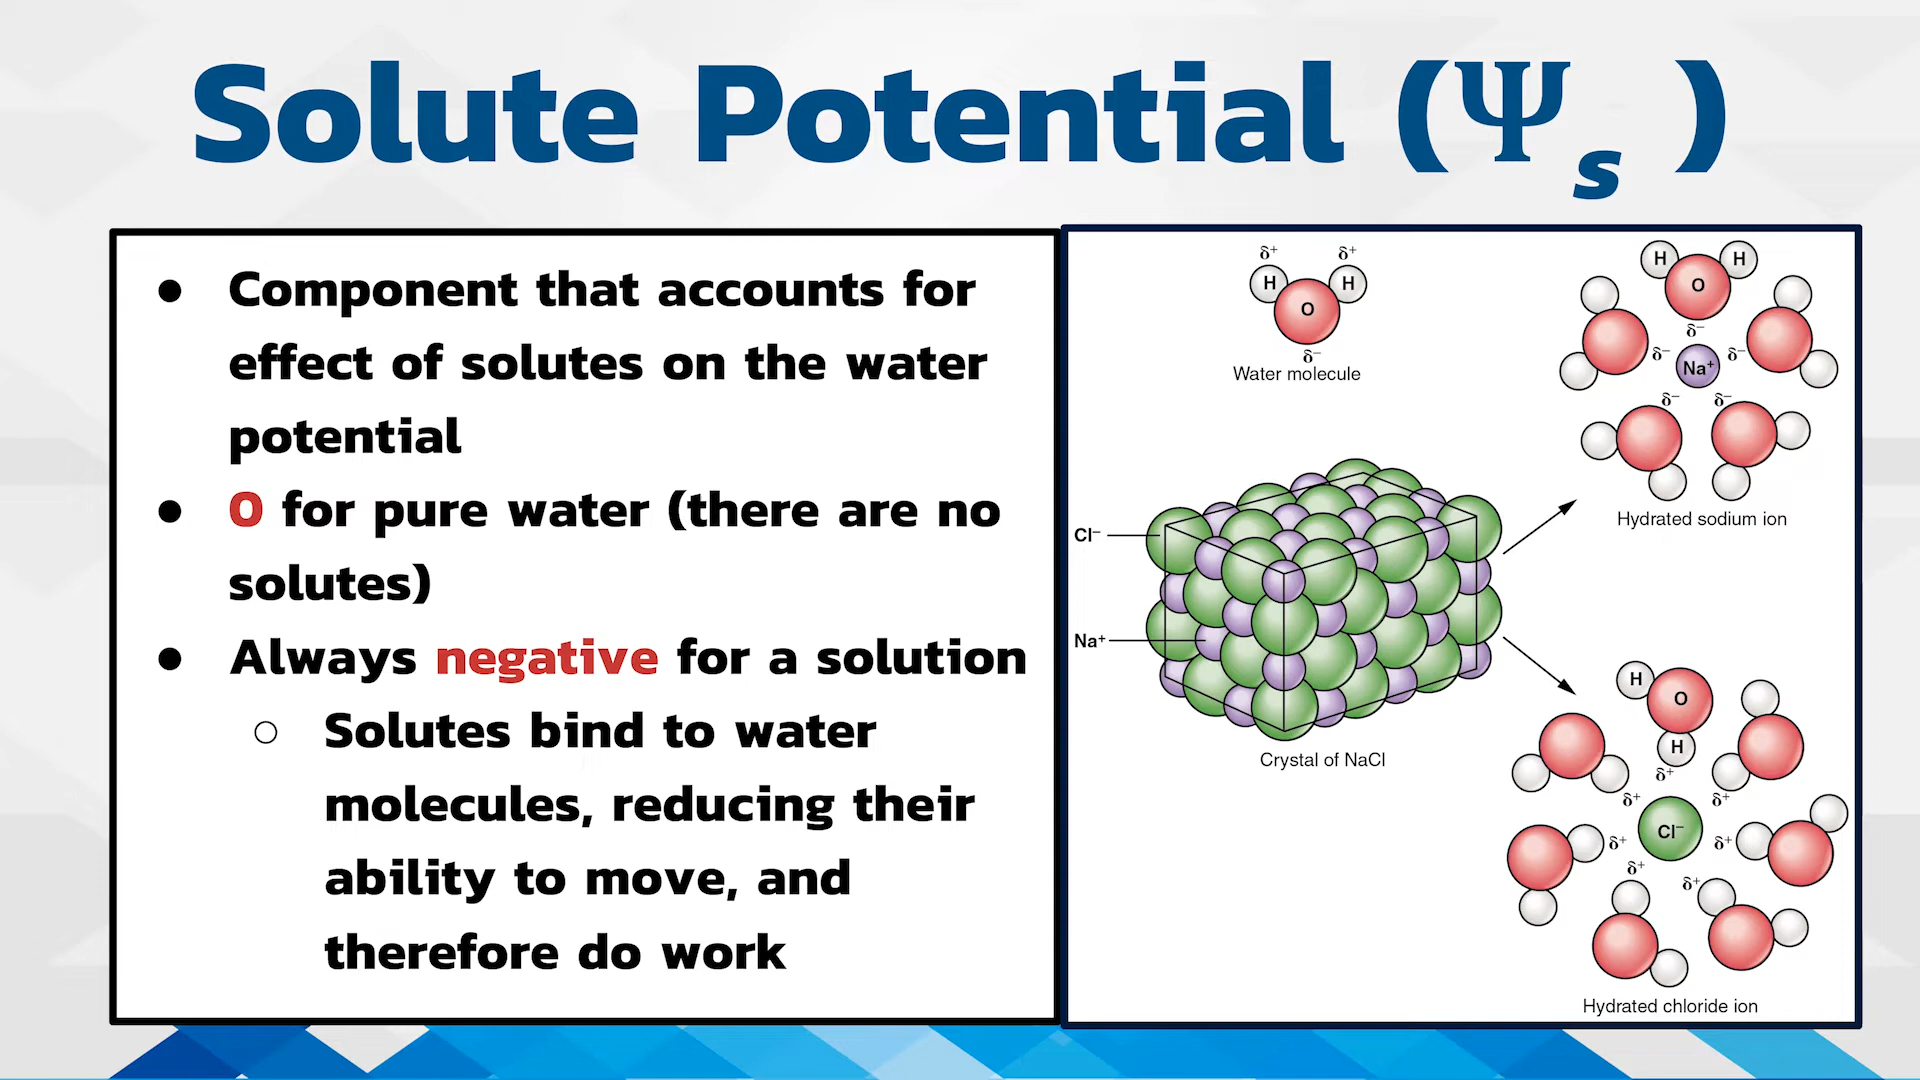 Solute Potential (Ψs )
● Component that accounts for
effect of solutes on the water
potential
● 0 for pure water (there are no
solutes)
● Always negative for a solution
○ Solutes bind to water
molecules, reducing their
ability to move, and
therefore do work
δ+ δ+
H H
O
δ−
Water molecule
H H
O
δ−
δ− δ−
Na+
δ− δ−
Hydrated sodium ion
Cl−
Na+
Crystal of NaCl
H O
H
δ+
δ+ δ+
Cl−
δ+ δ+
δ+ δ+
Hydrated chloride ion